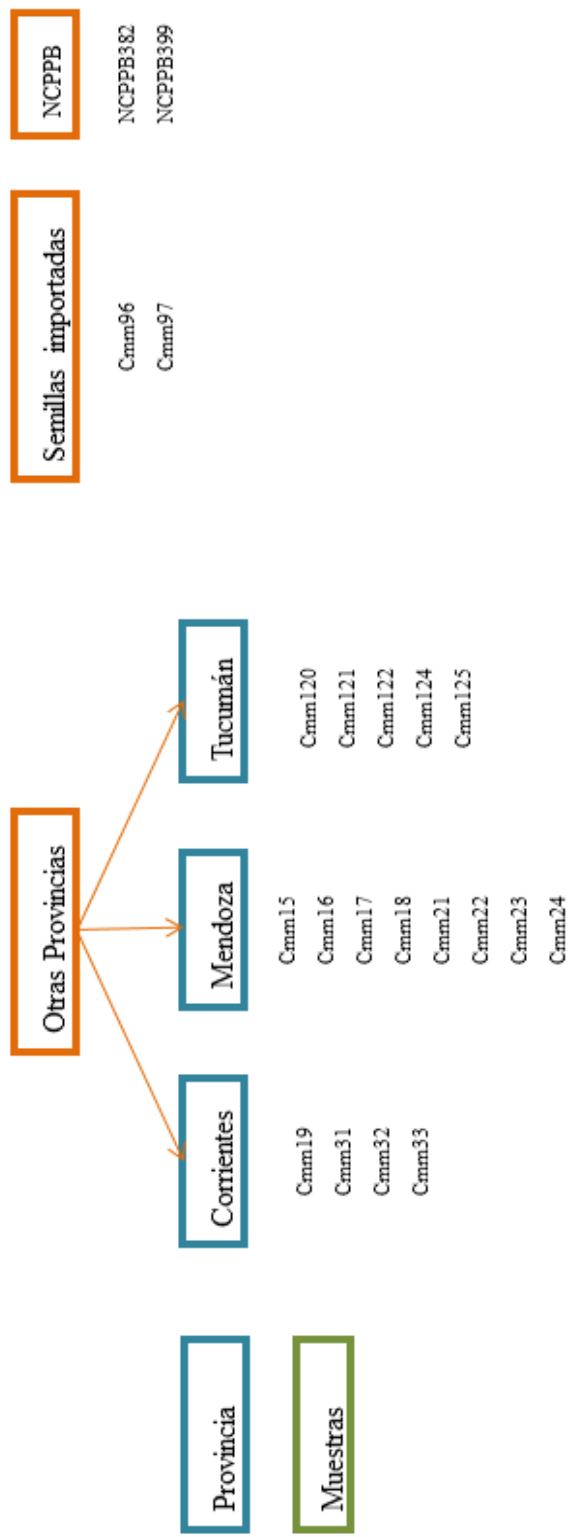 Otras Provincias
Semillas importadas
NCPPB
Provincia
Corrientes
Mendoza
Tucumán
Muestras
Cmm19
Cmm31
Cmm32
Cmm33
Cmm15
Cmm16
Cmm17
Cmm18
Cmm21
Cmm22
Cmm23
Cmm24
Cmm120
Cmm121
Cmm122
Cmm124
Cmm125
Cmm96
Cmm97
NCPPB382
NCPPB399